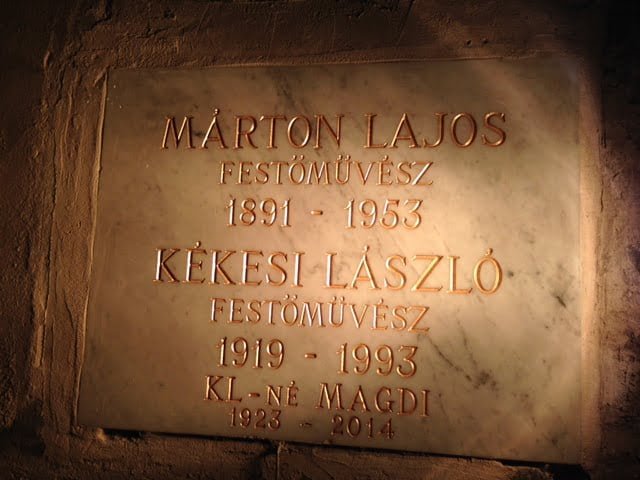 MÁRTON LAJOS
FESTŐMŰVÉSZ
1891 - 1953
KÉKESI LÁSZLÓ
FESTŐMŰVÉSZ
1919 - 1993
KL-NÉ MAGDI
1923 - 2014